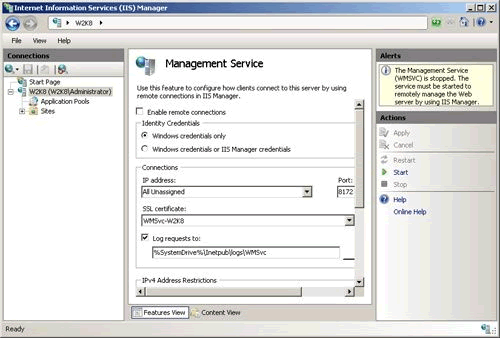 Internet Information Services (IIS) Manager
W2K8
File View Help
Connections
Start Page
W2K8 (W2K8\Administrator)
Application Pools
Sites
Management Service
Use this feature to configure how clients connect to this server by using
remote connections in IIS Manager.
Enable remote connections
Identity Credentials
Windows credentials only
Windows credentials or IIS Manager credentials
Connections
IP address: Port:
All Unassigned 8172
SSL certificate:
WMSvc-W2K8
Log requests to:
%SystemDrive%\Inetpub\logs\WMSvc
IPv4 Address Restrictions
Features View Content View
Alerts
The Management Service
(WMSVC) is stopped. The
service must be started to
remotely manage the Web
server by using IIS Manager.
Actions
Apply
Cancel
Restart
Start
Stop
Help
Online Help
Ready